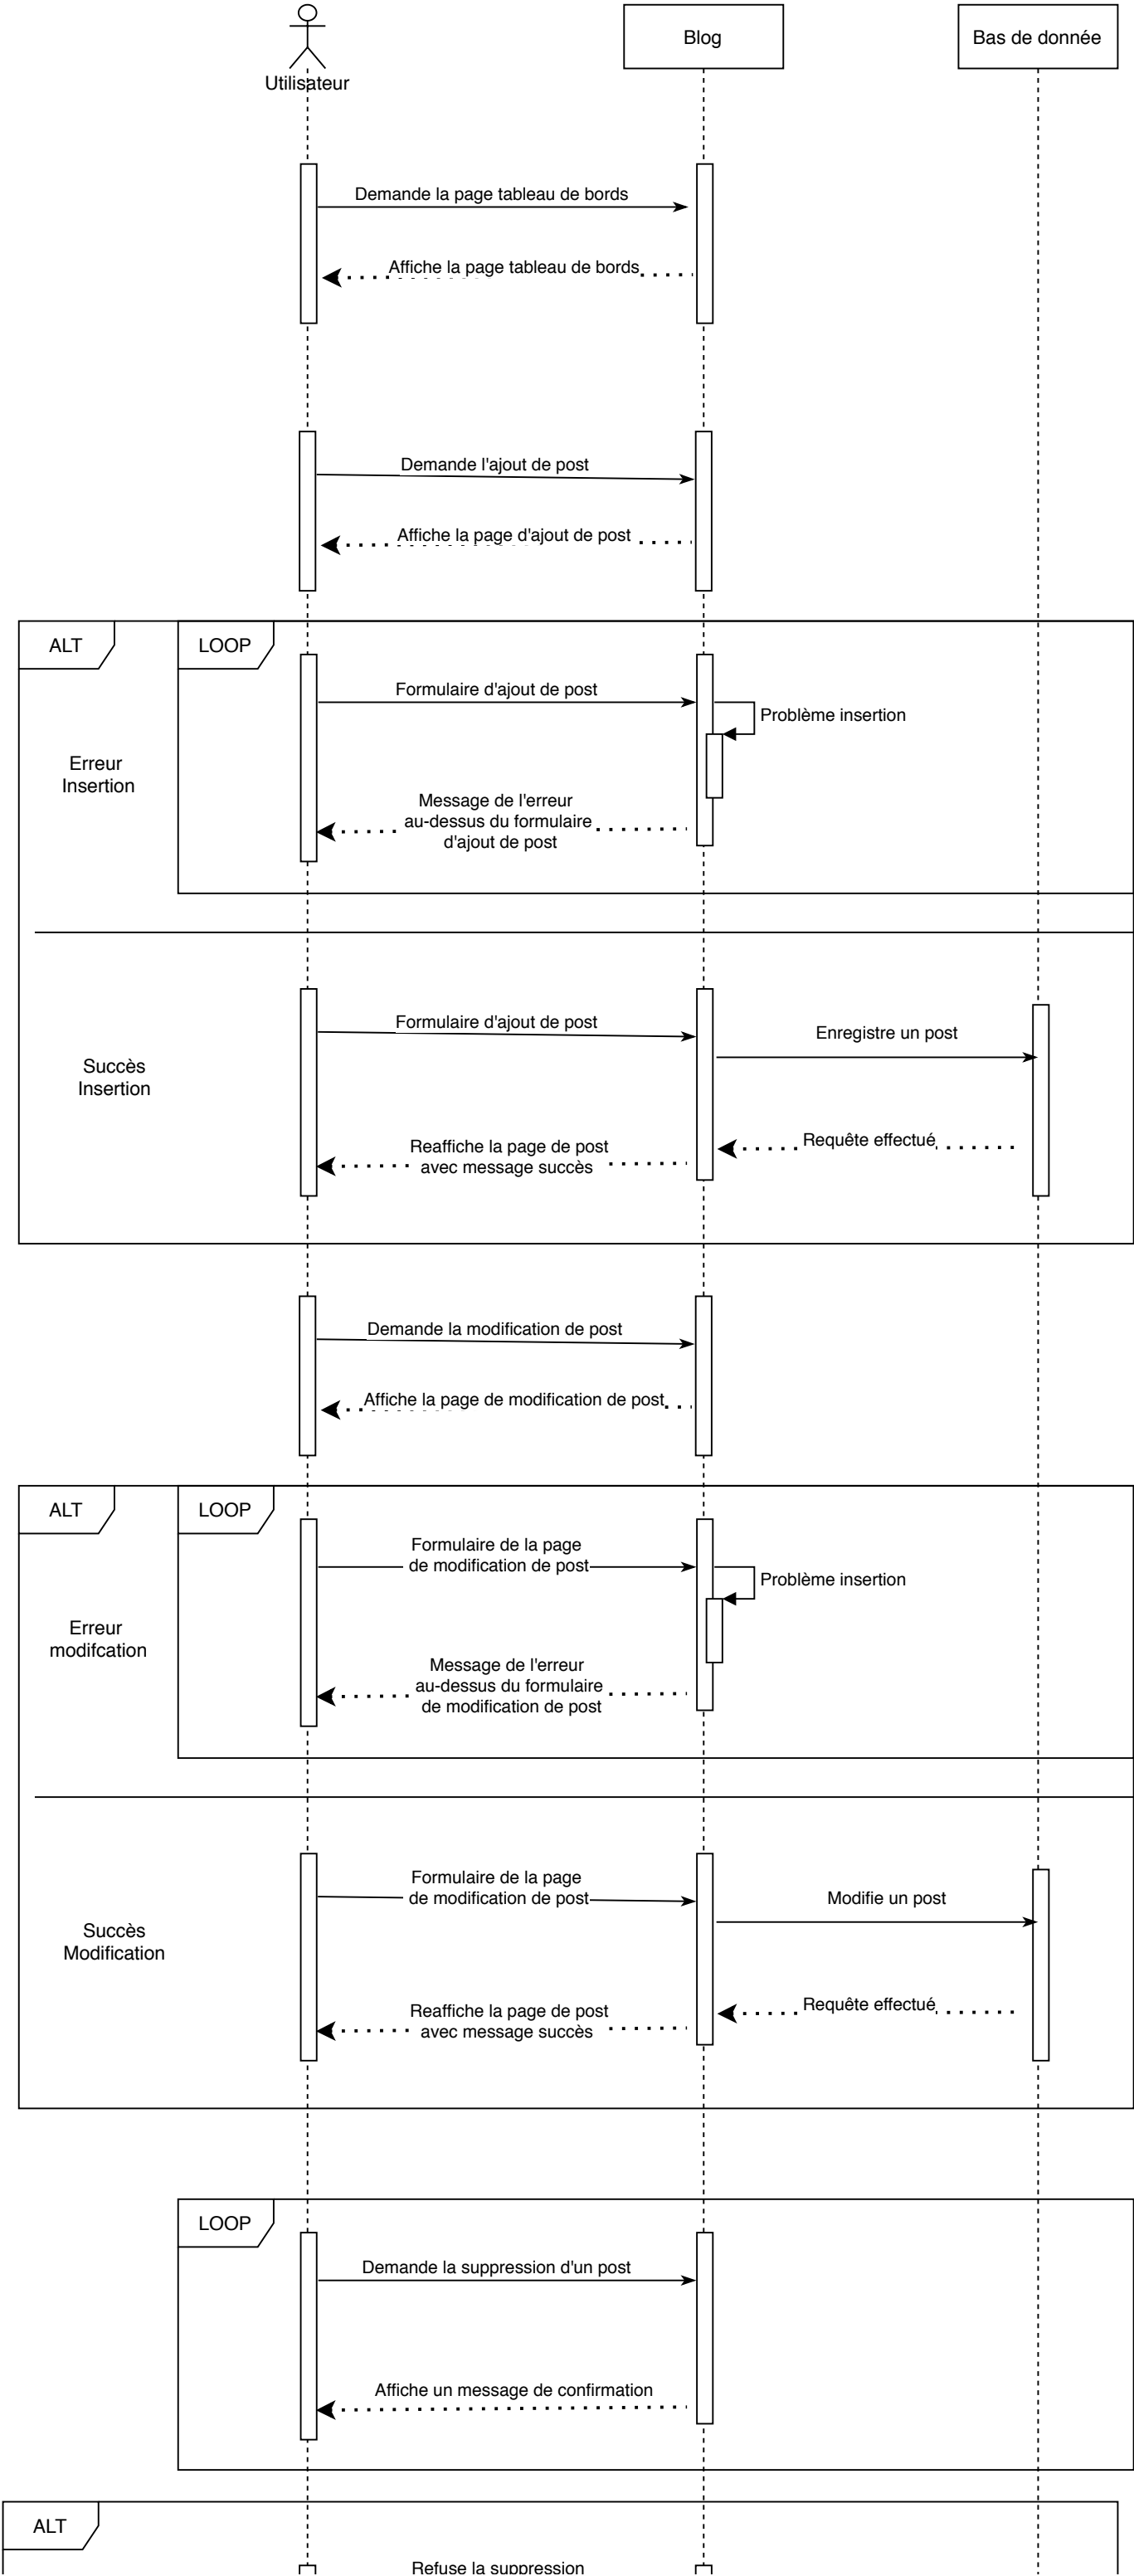 Utilisateur
Blog
Bas de donnée
Demande la page tableau de bords
Affiche la page tableau de bords
Demande l'ajout de post
Affiche la page d'ajout de post
ALT
LOOP
Formulaire d'ajout de post
Problème insertion
Erreur
Insertion
Message de l'erreur
au-dessus du formulaire
d'ajout de post
Formulaire d'ajout de post
Enregistre un post
Succès
Insertion
Requête effectué
Reaffiche la page de post
avec message succès
Demande la modification de post
Affiche la page de modification de post
ALT
LOOP
Formulaire de la page
de modification de post
Problème insertion
Erreur
modifcation
Message de l'erreur
au-dessus du formulaire
de modification de post
Formulaire de la page
de modification de post
Modifie un post
Succès
Modification
Requête effectué
Reaffiche la page de post
avec message succès
LOOP
Demande la suppression d'un post
Affiche un message de confirmation
ALT
Refuse la suppression